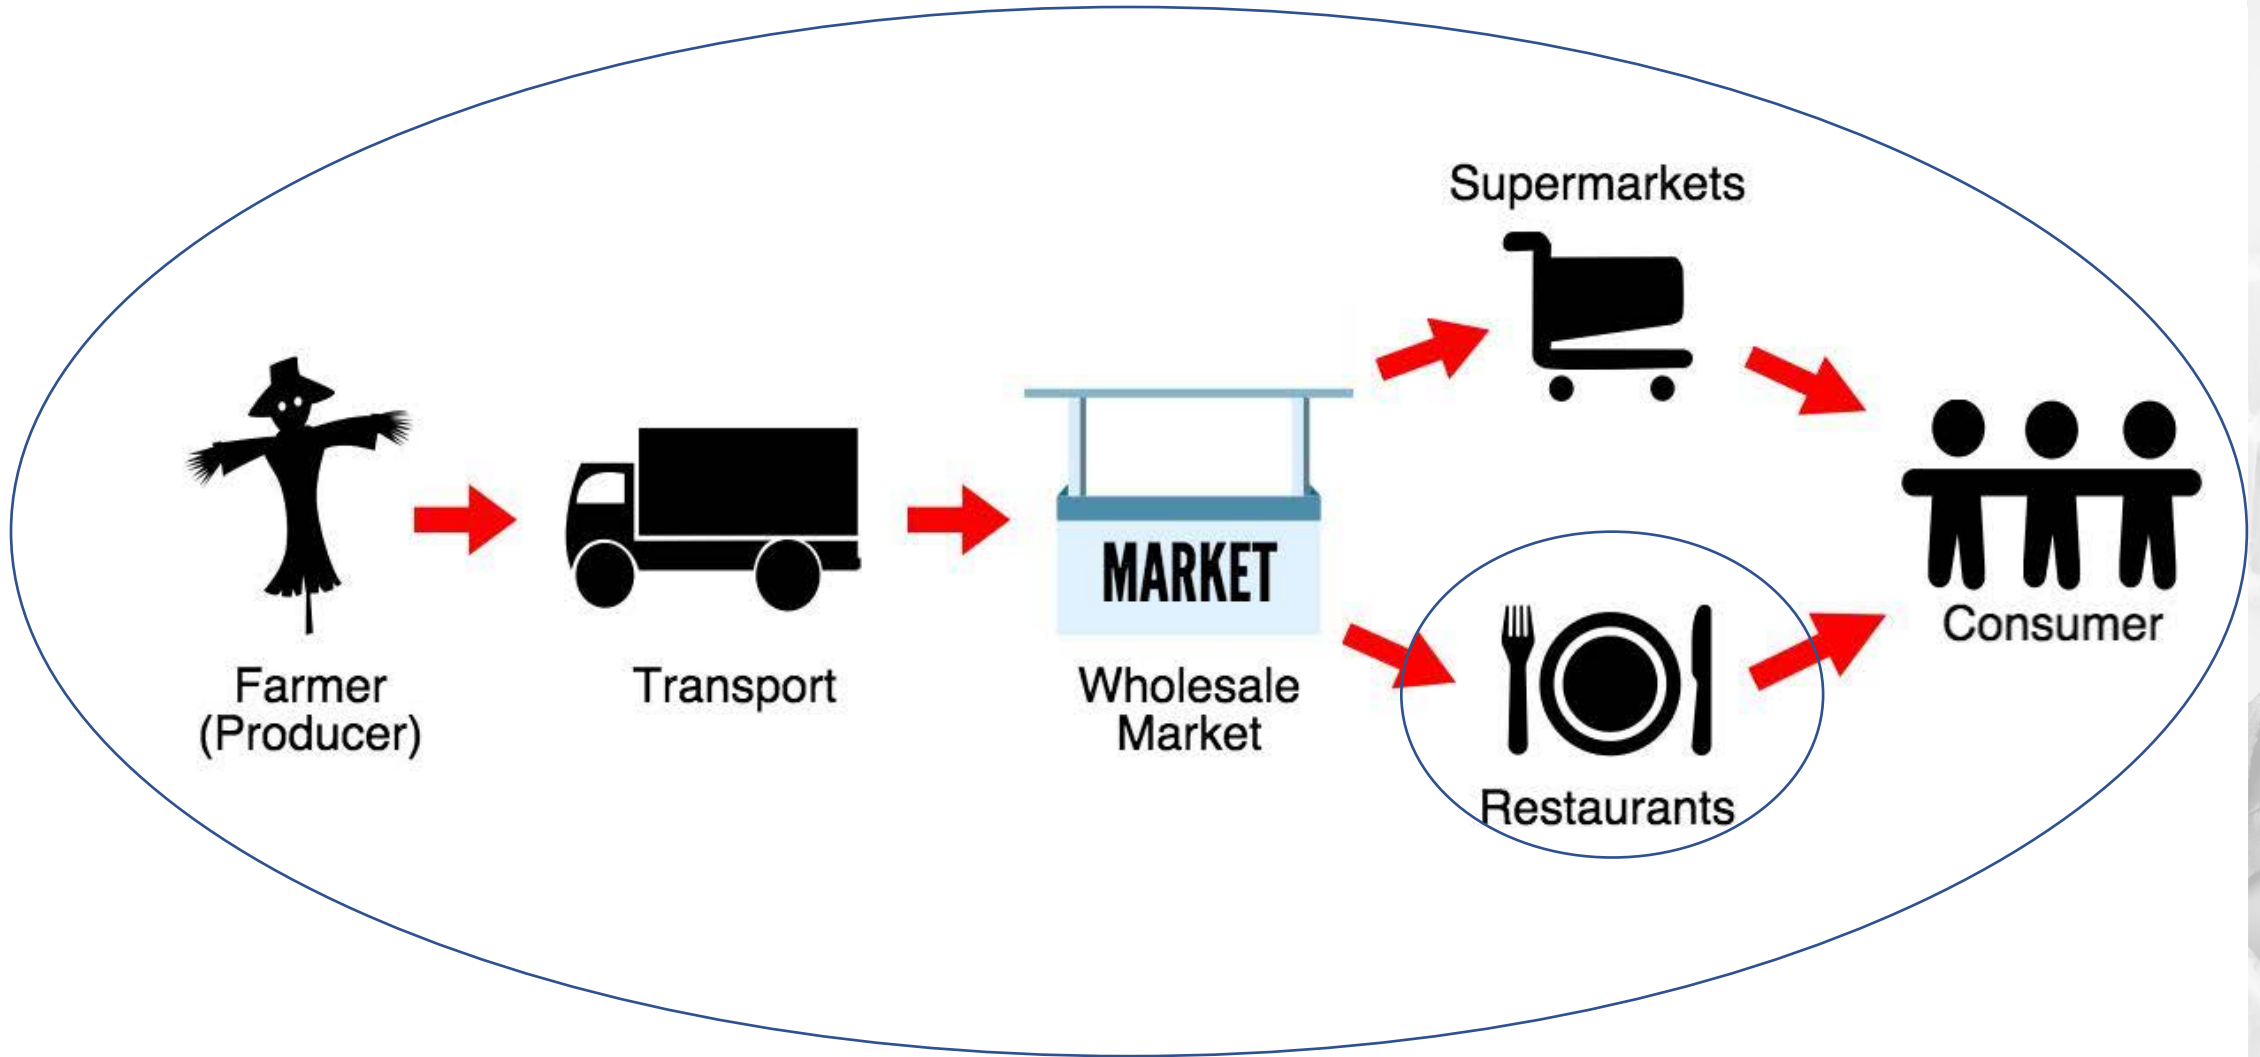 Supermarkets
MARKET
Consumer
Farmer
(Producer)
Transport
Wholesale
Market
Restaurants